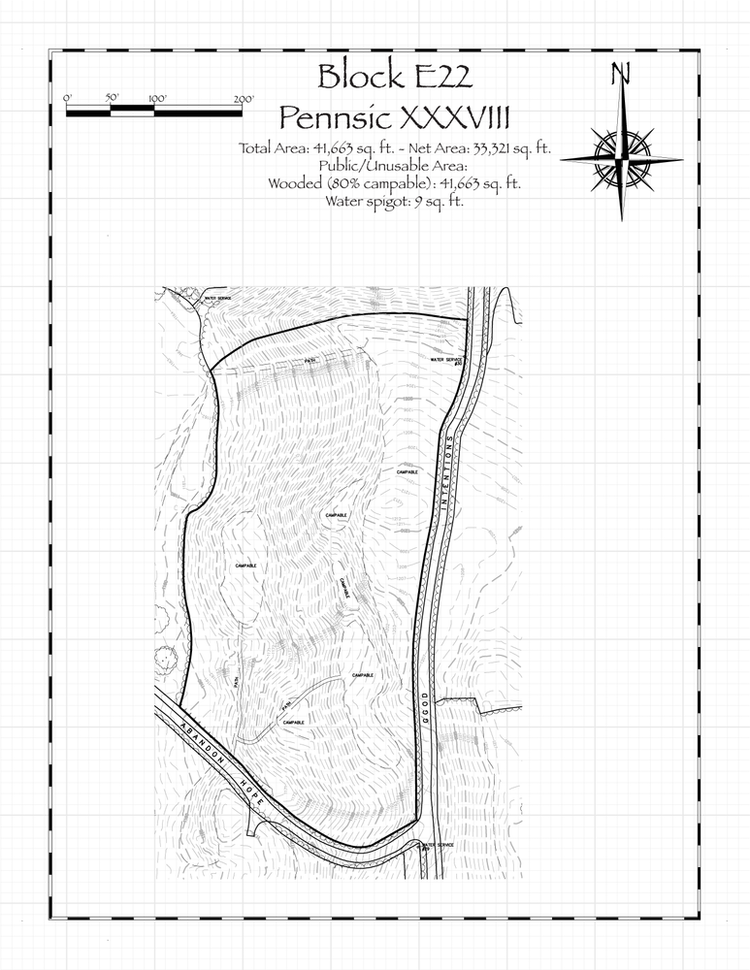 Block E22
N
0' 50' 100' 200'
Pennsic XXXVIII
Total Area: 41,663 sq. ft. - Net Area: 33,321 sq. ft.
Public/Unusable Area:
Wooded (80% campable): 41,663 sq. ft.
Water spigot: 9 sq. ft.
WATER SERVICE
PATH
WATER SERVICE
INTENTIONS
CAMPABLE
CAMPABLE
CAMPABLE
CAMPABLE
CAMPABLE
PATH
PATH
GOOD
CAMPABLE
ABANDON HOPE
WATER SERVICE